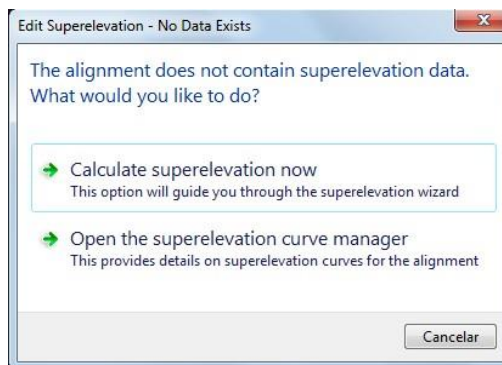 Edit Superelevation - No Data Exists
The alignment does not contain superelevation data.
What would you like to do?
Calculate superelevation now
This option will guide you through the superelevation wizard
Open the superelevation curve manager
This provides details on superelevation curves for the alignment
Cancelar